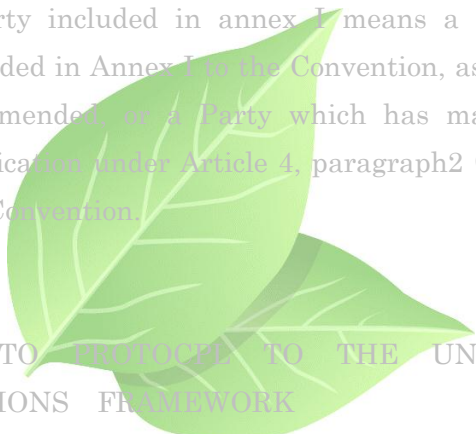 rty included in annex I means a
ded in Annex I to the Convention, as
mended, or a Party which has ma
ication under Article 4, paragraph2
Convention.
TO PROTOCPL TO THE UN
IONS FRAMEWORK